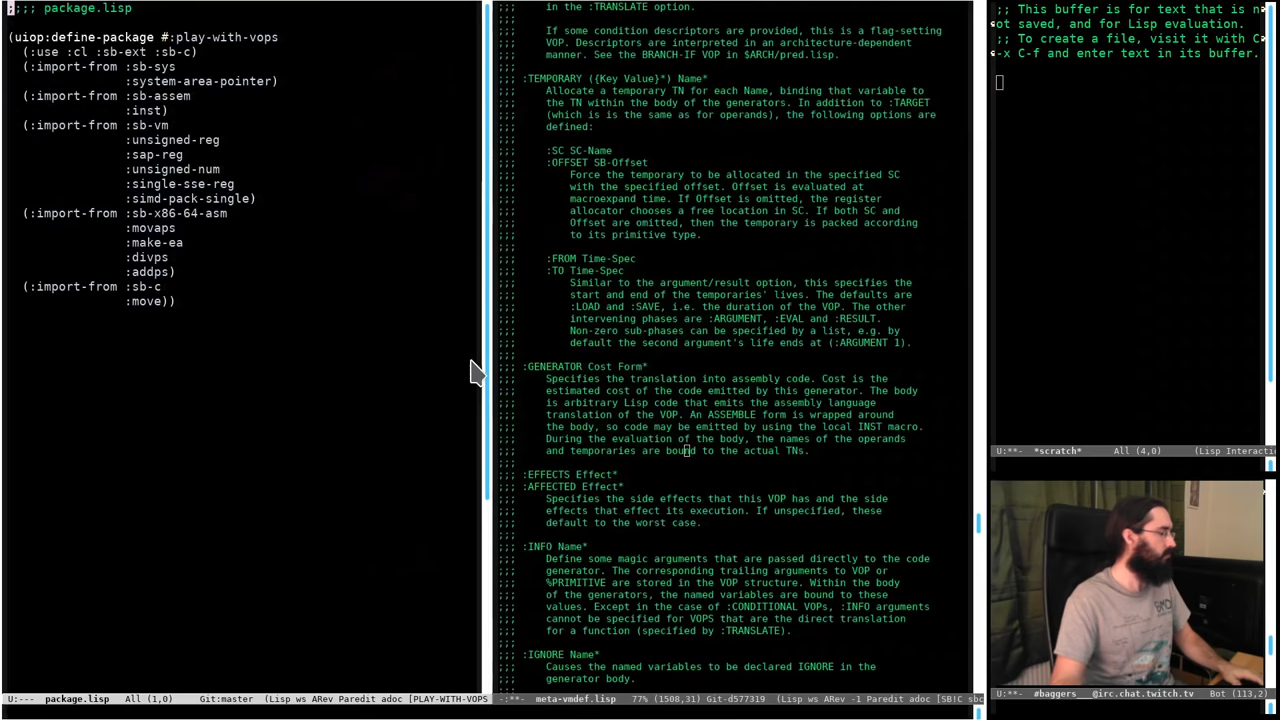 ;;;; package.lisp
(uiop:define-package #:play-with-vops
(:use :cl :sb-ext :sb-c)
(:import-from :sb-sys
:system-area-pointer)
(:import-from :sb-assem
:inst)
(:import-from :sb-vm
:unsigned-reg
:sap-reg
:unsigned-num
:single-sse-reg
:simd-pack-single)
(:import-from :sb-x86-64-asm
:movaps
:make-ea
:divps
:addps)
(:import-from :sb-c
:move))
U:--- package.lisp All (1,0) Git:master (Lisp ws ARev Paredit adoc [PLAY-WITH-VOPS
;;; in the :TRANSLATE option.
;;;
;;; If some condition descriptors are provided, this is a flag-setting
;;; VOP. Descriptors are interpreted in an architecture-dependent
;;; manner. See the BRANCH-IF VOP in $ARCH/pred.lisp.
;;;
;;; :TEMPORARY ({Key Value}*) Name*
;;; Allocate a temporary TN for each Name, binding that variable to
;;; the TN within the body of the generators. In addition to :TARGET
;;; (which is is the same as for operands), the following options are
;;; defined:
;;;
;;; :SC SC-Name
;;; :OFFSET SB-Offset
;;; Force the temporary to be allocated in the specified SC
;;; with the specified offset. Offset is evaluated at
;;; macroexpand time. If Offset is omitted, the register
;;; allocator chooses a free location in SC. If both SC and
;;; Offset are omitted, then the temporary is packed according
;;; to its primitive type.
;;;
;;; :FROM Time-Spec
;;; :TO Time-Spec
;;; Similar to the argument/result option, this specifies the
;;; start and end of the temporaries' lives. The defaults are
;;; :LOAD and :SAVE, i.e. the duration of the VOP. The other
;;; intervening phases are :ARGUMENT, :EVAL and :RESULT.
;;; Non-zero sub-phases can be specified by a list, e.g. by
;;; default the second argument's life ends at (:ARGUMENT 1).
;;;
;;; :GENERATOR Cost Form*
;;; Specifies the translation into assembly code. Cost is the
;;; estimated cost of the code emitted by this generator. The body
;;; is arbitrary Lisp code that emits the assembly language
;;; translation of the VOP. An ASSEMBLE form is wrapped around
;;; the body, so code may be emitted by using the local INST macro.
;;; During the evaluation of the body, the names of the operands
;;; and temporaries are bound to the actual TNs.
;;;
;;; :EFFECTS Effect*
;;; :AFFECTED Effect*
;;; Specifies the side effects that this VOP has and the side
;;; effects that effect its execution. If unspecified, these
;;; default to the worst case.
;;;
;;; :INFO Name*
;;; Define some magic arguments that are passed directly to the code
;;; generator. The corresponding trailing arguments to VOP or
;;; %PRIMITIVE are stored in the VOP structure. Within the body
;;; of the generators, the named variables are bound to these
;;; values. Except in the case of :CONDITIONAL VOPs, :INFO arguments
;;; cannot be specified for VOPS that are the direct translation
;;; for a function (specified by :TRANSLATE).
;;;
;;; :IGNORE Name*
;;; Causes the named variables to be declared IGNORE in the
;;; generator body.
-:**- meta-vmdef.lisp 77% (1508,31) Git-d577319 (Lisp ws ARev -1 Paredit adoc [SB!C sbc
;; This buffer is for text that is n
ot saved, and for Lisp evaluation.
;; To create a file, visit it with C
-x C-f and enter text in its buffer.
U:**- *scratch* All (4,0) (Lisp Interacti
U:**- #baggers___@irc.chat.twitch.tv Bot (113,2)